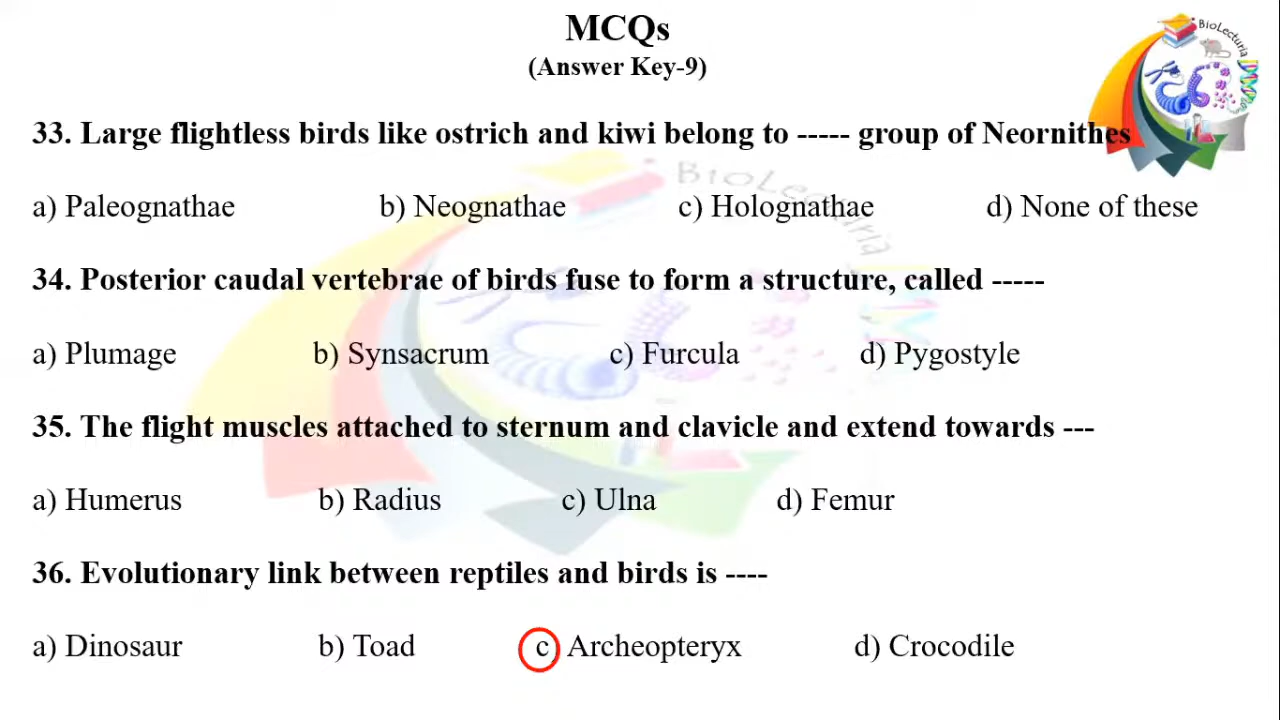 MCQs
(Answer Key-9)
BioLecturia
33. Large flightless birds like ostrich and kiwi belong to ----- group of Neornithes
a) Paleognathae b) Neognathae c) Holognathae d) None of these
BioLecturia
34. Posterior caudal vertebrae of birds fuse to form a structure, called -----
a) Plumage b) Synsacrum c) Furcula d) Pygostyle
35. The flight muscles attached to sternum and clavicle and extend towards ---
a) Humerus b) Radius c) Ulna d) Femur
36. Evolutionary link between reptiles and birds is ----
a) Dinosaur b) Toad c) Archeopteryx d) Crocodile